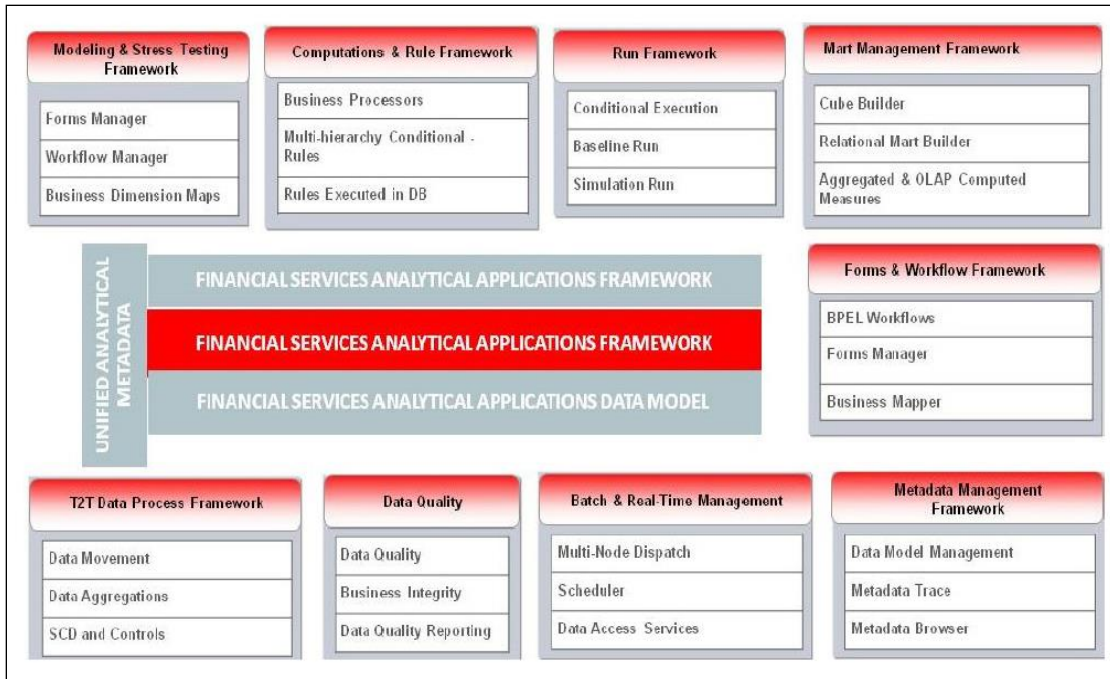 Modeling & Stress Testing
Framework
Forms Manager
Workflow Manager
Business Dimension Maps
Computations & Rule Framework
Business Processors
Multi-hierarchy Conditional -
Rules
Rules Executed in DB
Run Framework
Conditional Execution
Baseline Run
Simulation Run
Mart Management Framework
Cube Builder
Relational Mart Builder
Aggregated & OLAP Computed
Measures
UNIFIED ANALYTICAL
METADATA
FINANCIAL SERVICES ANALYTICAL APPLICATIONS FRAMEWORK
FINANCIAL SERVICES ANALYTICAL APPLICATIONS FRAMEWORK
FINANCIAL SERVICES ANALYTICAL APPLICATIONS DATA MODEL
Forms & Workflow Framework
BPEL Workflows
Forms Manager
Business Mapper
T2T Data Process Framework
Data Movement
Data Aggregations
SCD and Controls
Data Quality
Data Quality
Business Integrity
Data Quality Reporting
Batch & Real-Time Management
Multi-Node Dispatch
Scheduler
Data Access Services
Metadata Management
Framework
Data Model Management
Metadata Trace
Metadata Browser